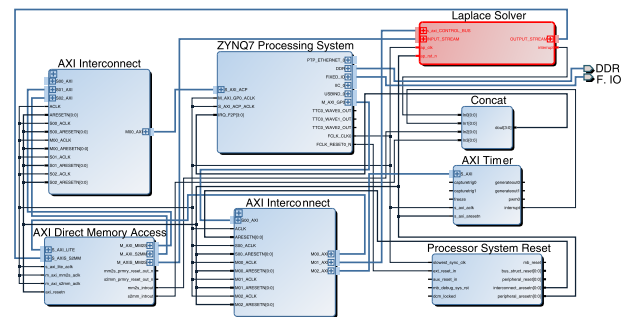 Laplace Solver
s_axi_CONTROL_BUS
INPUT_STREAM
OUTPUT_STREAM
ap_clk
interrupt
ap_rst_n
DDR
F. IO
ZYNQ7 Processing System
PTP_ETHERNET_0
DDR
FIXED_IO
IIC_0
USBIND_0
M_AXI_GP0
TTC0_WAVE0_OUT
TTC0_WAVE1_OUT
TTC0_WAVE2_OUT
FCLK_CLK0
FCLK_RESET0_N
S_AXI_ACP
M_AXI_GP0_ACLK
S_AXI_ACP_ACLK
IRQ_F2P[0:0]
AXI Interconnect
S00_AXI
S01_AXI
S02_AXI
ACLK
ARESETN[0:0]
S00_ACLK
S00_ARESETN[0:0]
M00_ACLK
M00_ARESETN[0:0]
S01_ACLK
S01_ARESETN[0:0]
S02_ACLK
S02_ARESETN[0:0]
M00_AXI
Concat
In0[0:0]
In1[0:0]
In2[0:0]
In3[0:0]
dout[3:0]
AXI Timer
S_AXI
capturetrig0
capturetrig1
freeze
s_axi_aclk
s_axi_aresetn
generateout0
generateout1
pwm0
interrupt
AXI Direct Memory Access
S_AXI_LITE
S_AXIS_S2MM
s_axi_lite_aclk
m_axi_mm2s_aclk
m_axi_s2mm_aclk
axi_resetn
M_AXI_MM2S
M_AXI_S2MM
M_AXIS_MM2S
mm2s_prmry_reset_out_n
s2mm_prmry_reset_out_n
mm2s_introut
s2mm_introut
AXI Interconnect
S00_AXI
ACLK
ARESETN[0:0]
S00_ACLK
S00_ARESETN[0:0]
M00_ACLK
M00_ARESETN[0:0]
M01_ACLK
M01_ARESETN[0:0]
M02_ACLK
M02_ARESETN[0:0]
M00_AXI
M01_AXI
M02_AXI
Processor System Reset
slowest_sync_clk
ext_reset_in
aux_reset_in
mb_debug_sys_rst
dcm_locked
mb_reset
bus_struct_reset[0:0]
peripheral_reset[0:0]
interconnect_aresetn[0:0]
peripheral_aresetn[0:0]